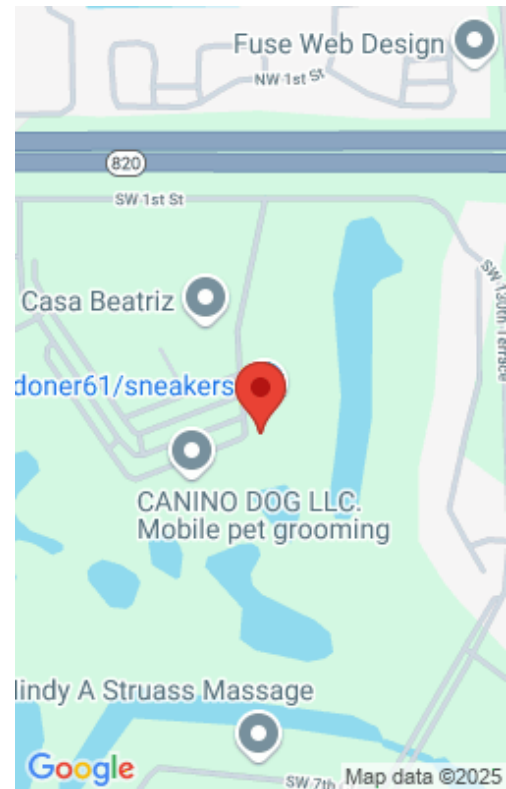 Fuse Web Design
NW 1st St
820
SW 1st St
SW 130th Terrace
Casa Beatriz
doner61/sneakers
CANINO DOG LLC.
Mobile pet grooming
lindy A Struass Massage
SW 7th
Google
Map data ©2025